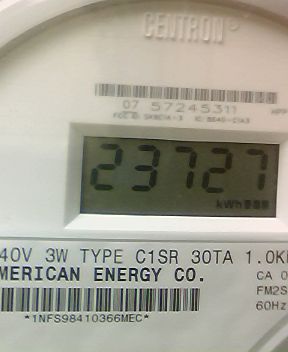 CENTRON®
07 57245311
23727
kWh
40V 3W TYPE C1SR 30TA 1.0K
MERICAN ENERGY CO.
CA 0
FM2S
60Hz
*1NFS98410366MEC*